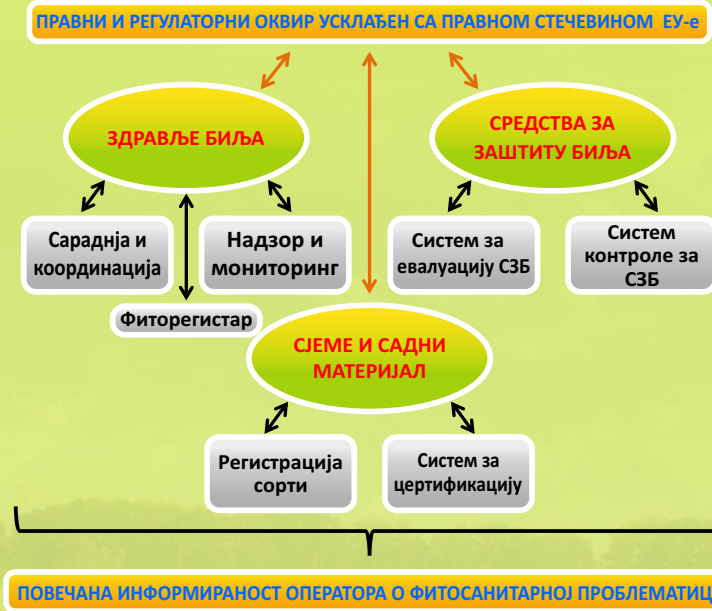 ПРАВНИ И РЕГУЛАТОРНИ ОКВИР УСКЛАЂЕН СА ПРАВНОМ СТЕЧЕВИНОМ ЕУ-е
ЗДРАВЉЕ БИЉА
СРЕДСТВА ЗА
ЗАШТИТУ БИЉА
Сарадња и
координација
Надзор и
мониторинг
Систем за
евалуацију СЗБ
Систем
контроле за
СЗБ
Фиторегистар
СЈЕМЕ И САДНИ
МАТЕРИЈАЛ
Регистрација
сорти
Систем за
цертификацију
ПОВЕЧАНА ИНФОРМИРАНОСТ ОПЕРАТОРА О ФИТОСАНИТАРНОЈ